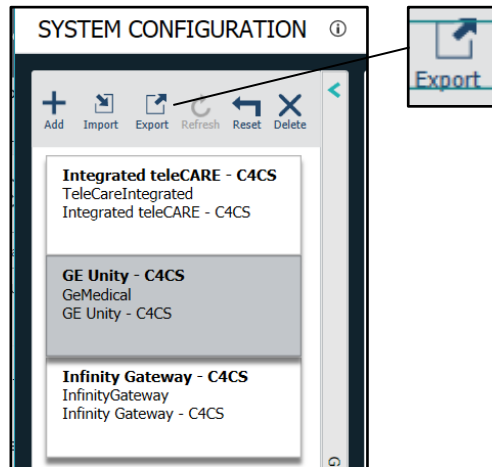 SYSTEM CONFIGURATION
Export
Add Import Export Refresh Reset Delete
Integrated teleCARE - C4CS
TeleCareIntegrated
Integrated teleCARE - C4CS
GE Unity - C4CS
GeMedical
GE Unity - C4CS
Infinity Gateway - C4CS
InfinityGateway
Infinity Gateway - C4CS